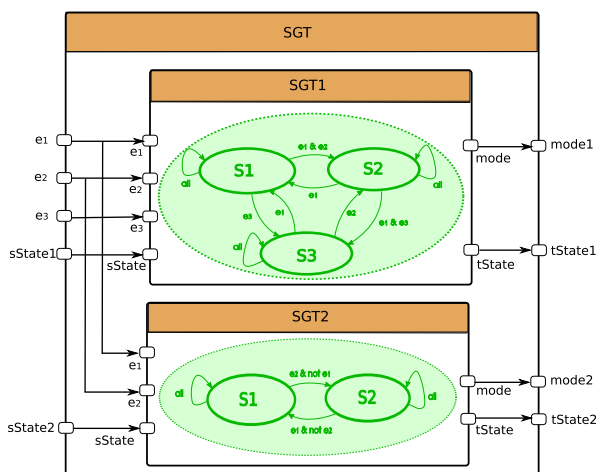 SGT
SGT1
e1 & e2
S1
S2
all
all
e1
e3
e1
e2
e1 & e3
all
S3
e1
e2
e3
sState1
e1
e2
e3
sState
mode
tState
mode1
tState1
SGT2
e2 & not e1
all
S1
S2
all
e1 & not e2
e1
e2
sState
sState2
mode
tState
mode2
tState2